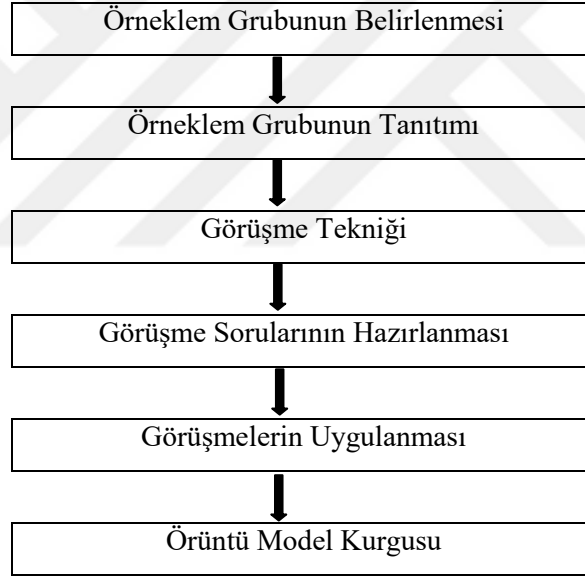 Örneklem Grubunun Belirlenmesi
Örneklem Grubunun Tanıtımı
Görüşme Tekniği
Görüşme Sorularının Hazırlanması
Görüşmelerin Uygulanması
Örüntü Model Kurgusu